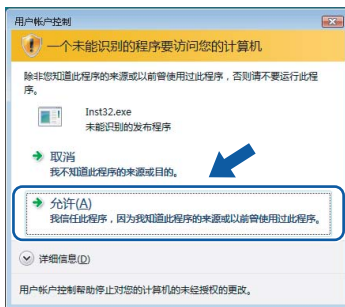 用户帐户控制
一个未能识别的程序要访问您的计算机
除非您知道此程序的来源或以前曾使用过此程序，否则请不要运行此程
序。
Inst32.exe
未能识别的发布程序
取消
我不知道此程序的来源或目的。
允许(A)
我信任此程序，因为我知道此程序的来源或以前曾使用过此程序。
详细信息(D)
用户帐户控制帮助停止对您的计算机的未经授权的更改。